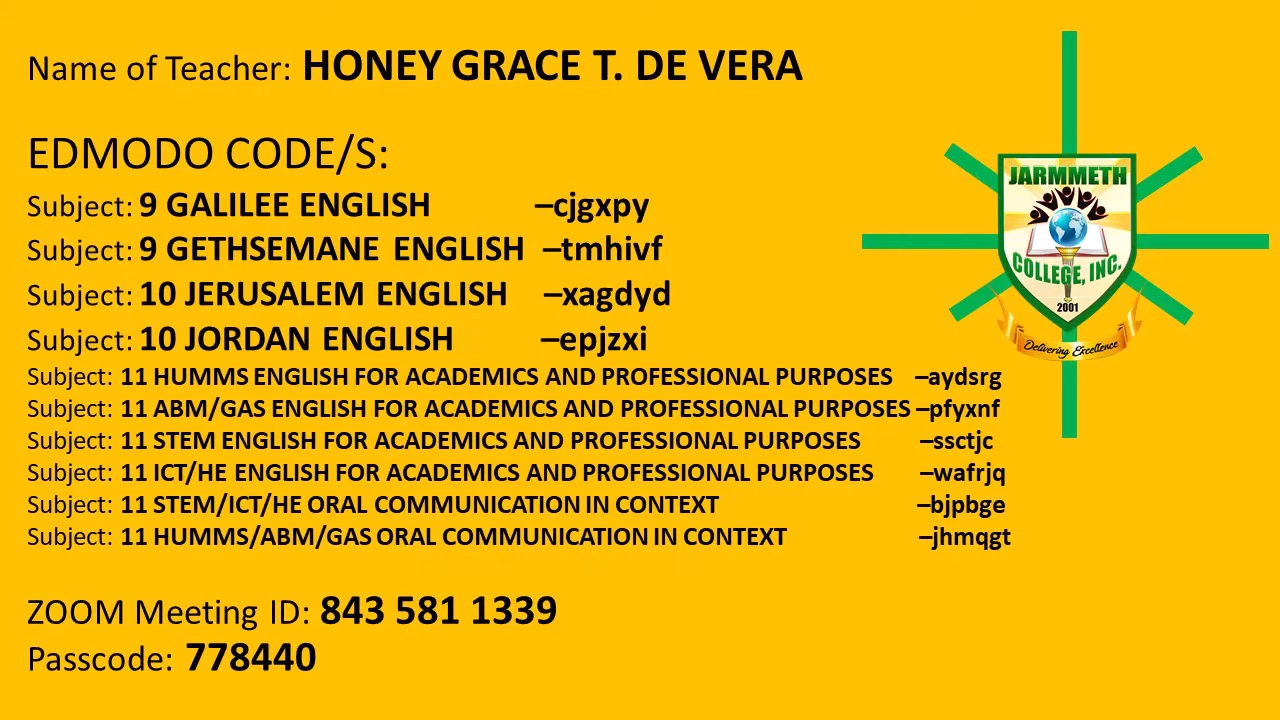 Name of Teacher: HONEY GRACE T. DE VERA
EDMODO CODE/S:
Subject: 9 GALILEE ENGLISH –cjgxpy
Subject: 9 GETHSEMANE ENGLISH –tmhivf
Subject: 10 JERUSALEM ENGLISH –xagdyd
Subject: 10 JORDAN ENGLISH –epjzxi
Subject: 11 HUMMS ENGLISH FOR ACADEMICS AND PROFESSIONAL PURPOSES –aydsrg
Subject: 11 ABM/GAS ENGLISH FOR ACADEMICS AND PROFESSIONAL PURPOSES –pfyxnf
Subject: 11 STEM ENGLISH FOR ACADEMICS AND PROFESSIONAL PURPOSES –ssctjc
Subject: 11 ICT/HE ENGLISH FOR ACADEMICS AND PROFESSIONAL PURPOSES –wafrjq
Subject: 11 STEM/ICT/HE ORAL COMMUNICATION IN CONTEXT –bjpbge
Subject: 11 HUMMS/ABM/GAS ORAL COMMUNICATION IN CONTEXT –jhmqgt
ZOOM Meeting ID: 843 581 1339
Passcode: 778440
JARMMETH
COLLEGE, INC.
2001
Delivering Excellence